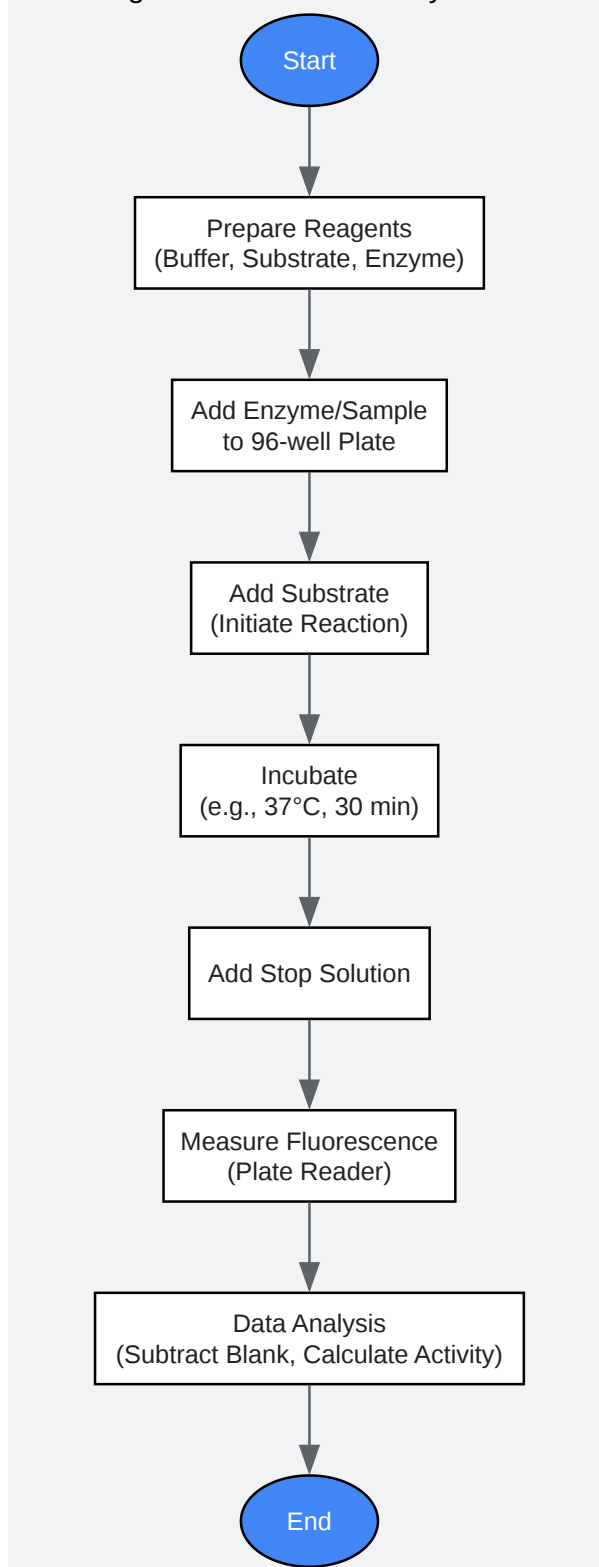 Start
Prepare Reagents
(Buffer, Substrate, Enzyme)
Add Enzyme/Sample
to 96-well Plate
Add Substrate
(Initiate Reaction)
Incubate
(e.g., 37°C, 30 min)
Add Stop Solution
Measure Fluorescence
(Plate Reader)
Data Analysis
(Subtract Blank, Calculate Activity)
End